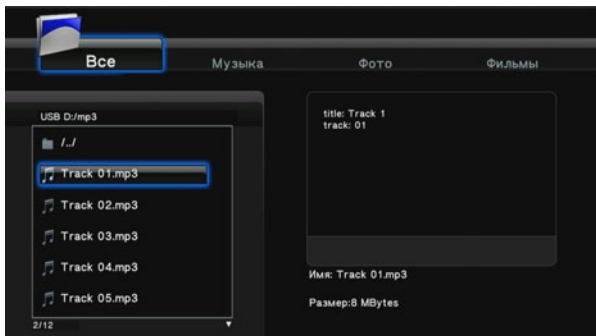 Все Музыка Фото Фильмы
USB D:/mp3
/../
Track 01.mp3
Track 02.mp3
Track 03.mp3
Track 04.mp3
Track 05.mp3
2/12
title: Track 1
track: 01
Имя: Track 01.mp3
Размер:8 MBytes